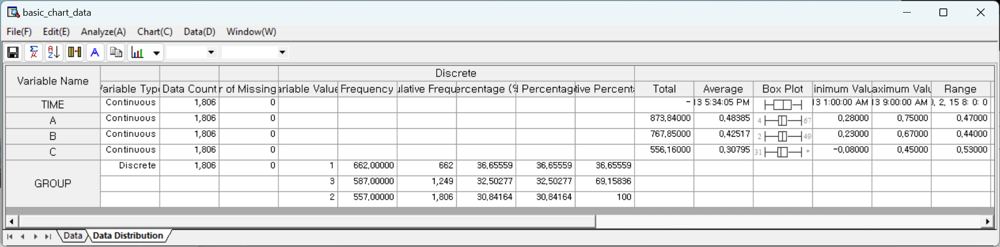 basic_chart_data
File(F) Edit(E) Analyze(A) Chart(C) Data(D) Window(W)
Discrete
Variable Name Variable Typ Data Count r of Missing ariable Value Frequency ulative Frequ ercentage (% Percentag tive Percent Total Average Box Plot inimum Valu aximum Valu Range
TIME Continuous 1,806 0 - 13 5:34:05 PM 13 1:00:00 AM 13 9:00:00 AM ), 2, 15 8: 0: 0
A Continuous 1,806 0 873,84000 0,48385 4 67 0,28000 0,75000 0,47000
B Continuous 1,806 0 767,85000 0,42517 2 49 0,23000 0,67000 0,44000
C Continuous 1,806 0 556,16000 0,30795 31 * -0,08000 0,45000 0,53000
GROUP Discrete 1,806 0 1 662,00000 662 36,65559 36,65559 36,65559
3 587,00000 1,249 32,50277 32,50277 69,15836
2 557,00000 1,806 30,84164 30,84164 100
Data Data Distribution